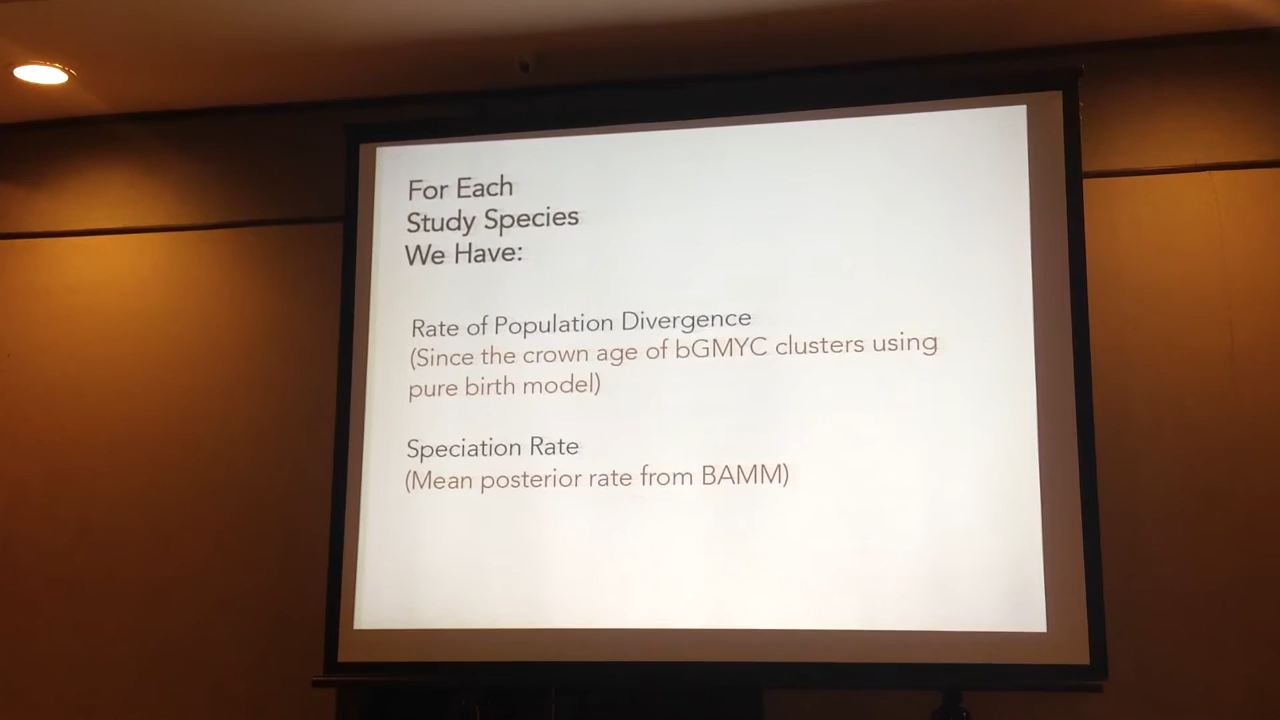 For Each
Study Species
We Have:
Rate of Population Divergence
(Since the crown age of bGMYC clusters using
pure birth model)
Speciation Rate
(Mean posterior rate from BAMM)